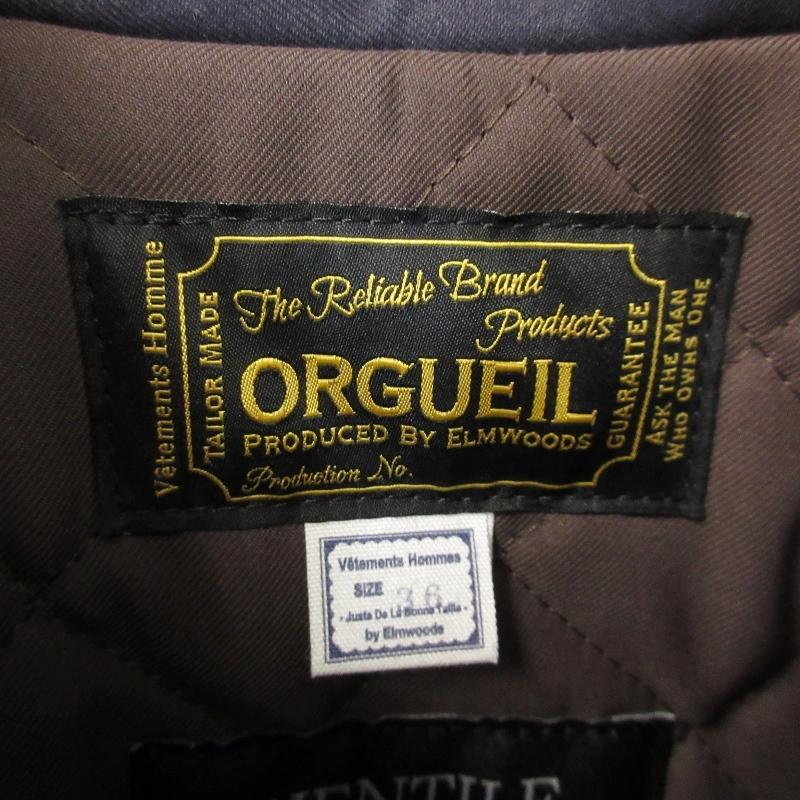 Vêtements Homme
TAILOR MADE
The Reliable Brand
Products
ORGUEIL
PRODUCED BY ELMWOODS
Production No.
GUARANTEE
ASK THE MAN
WHO OWNS ONE
Vêtements Hommes
SIZE 36
- Juste De La Bonne Taille -
by Elmwoods